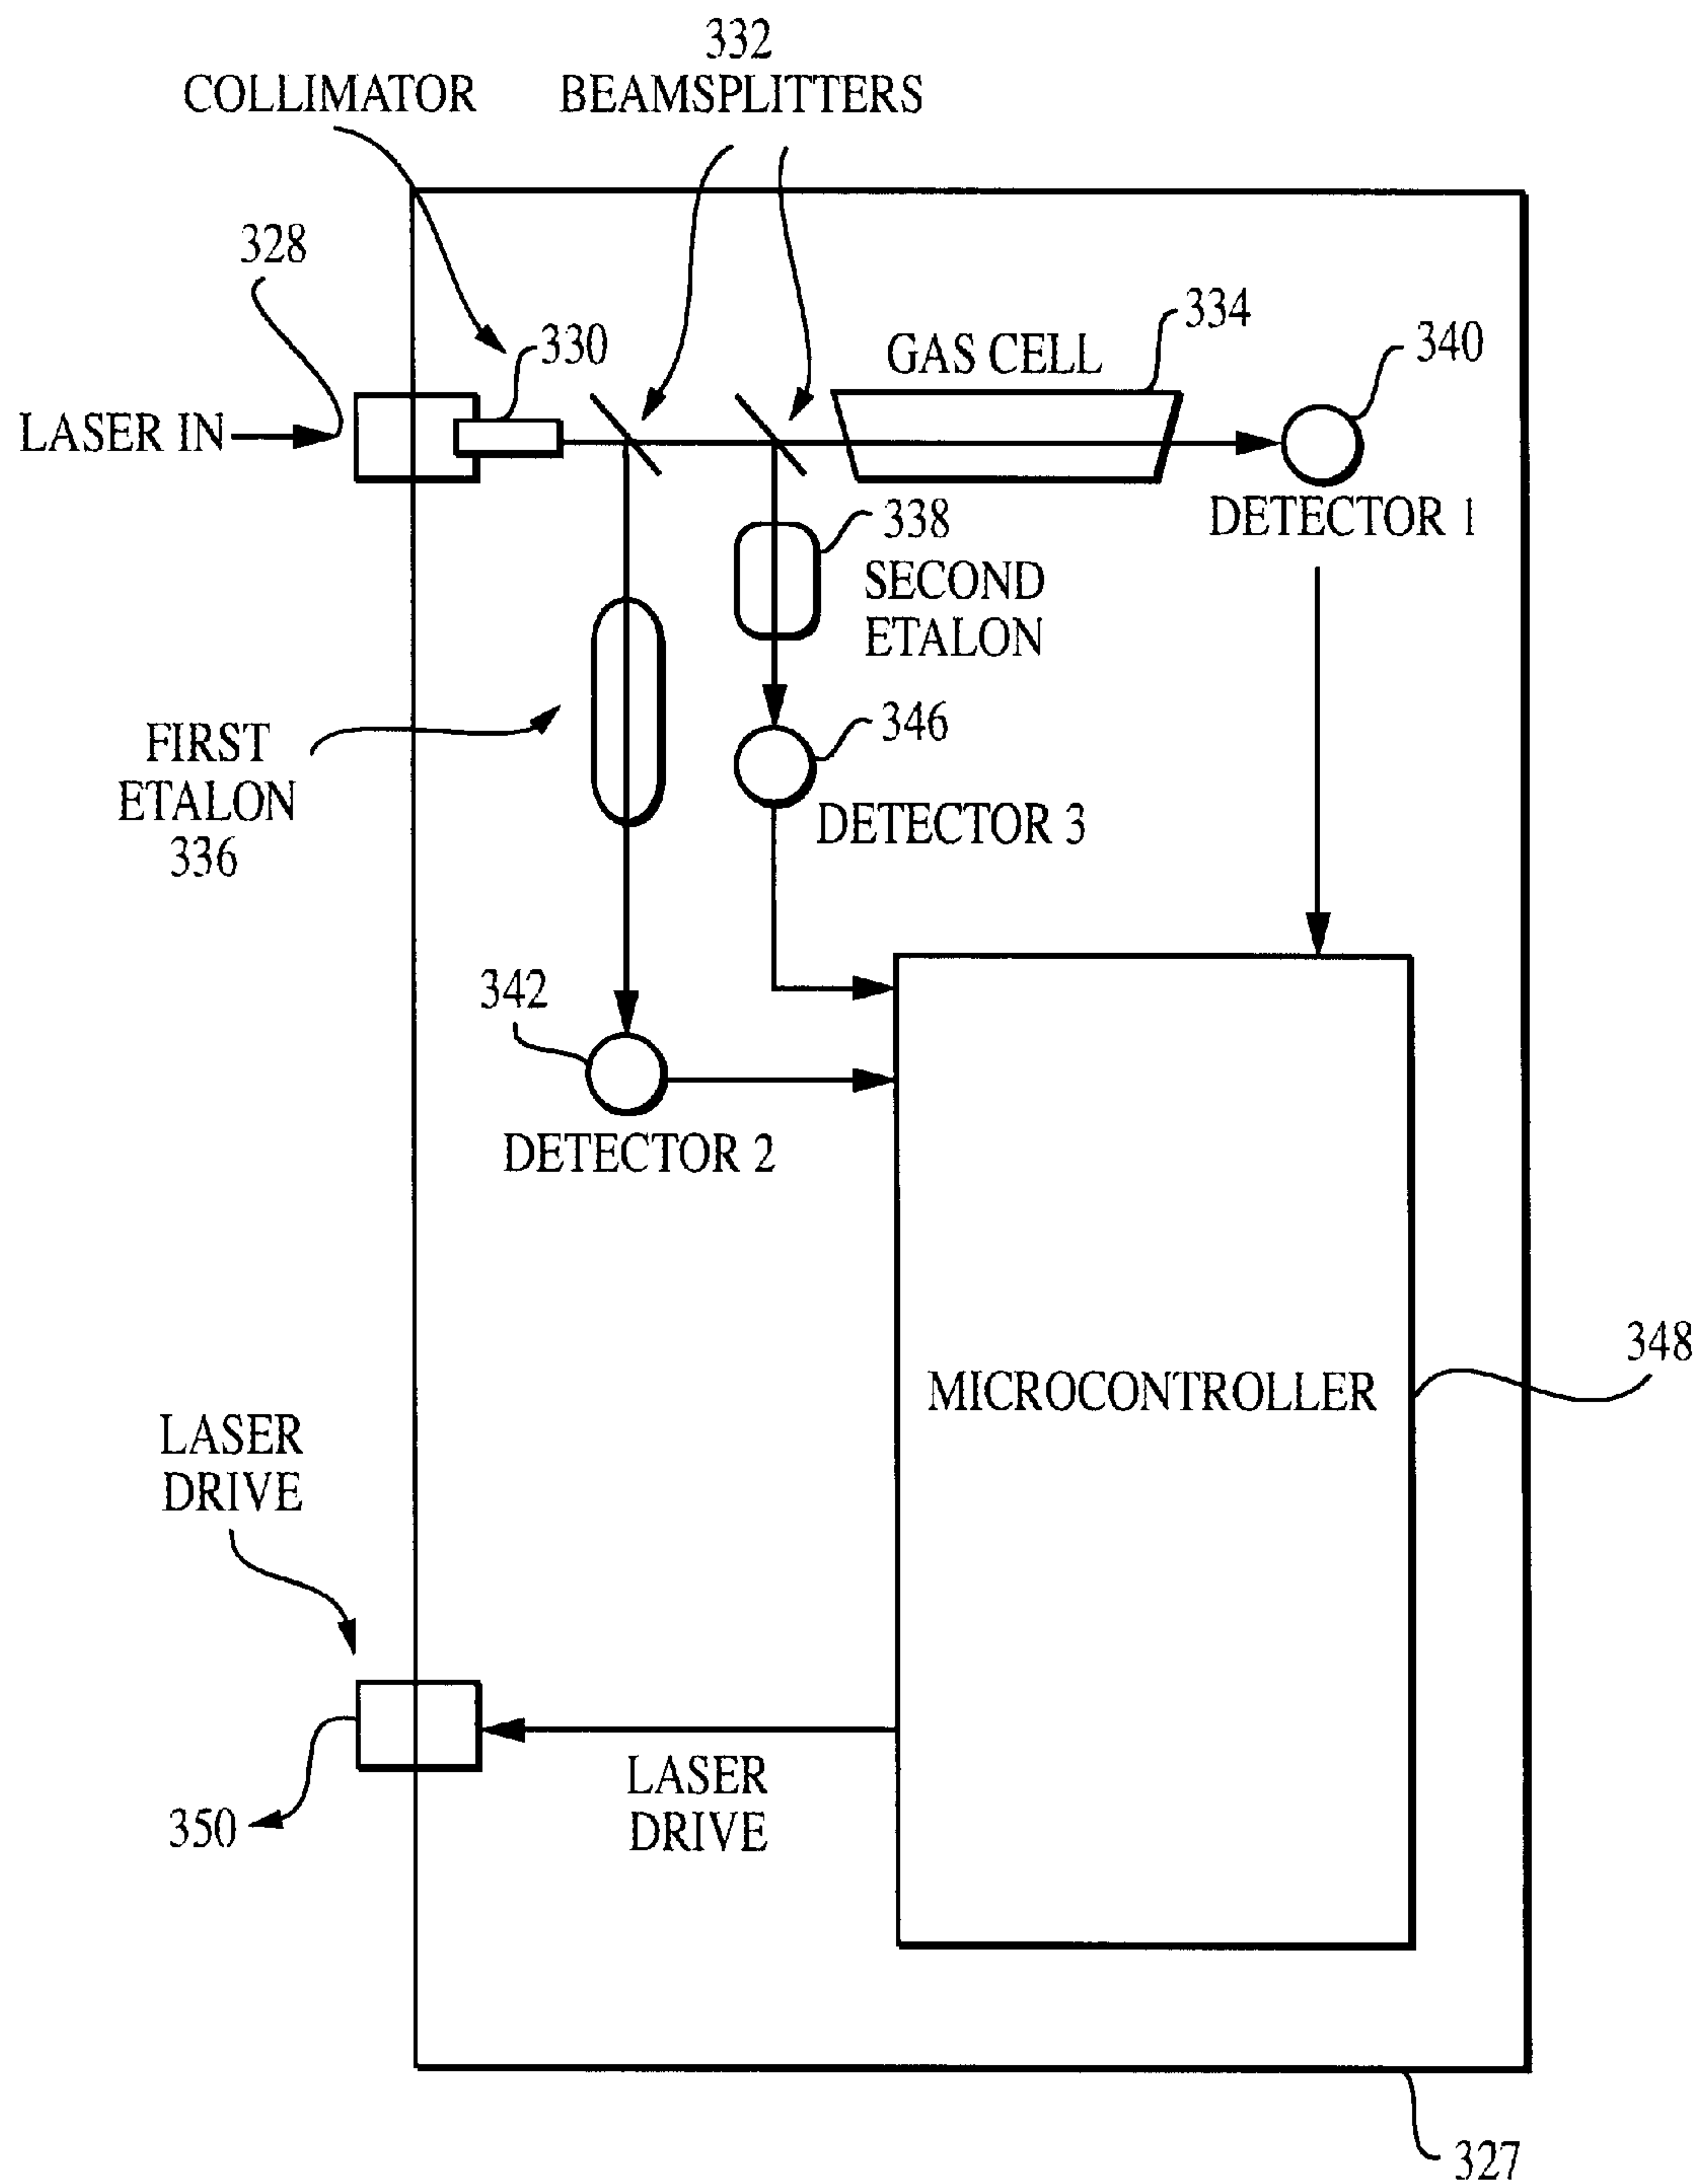 332
COLLIMATOR
BEAMSPLITTERS
328
334
330
340
GAS CELL
LASER IN
338
DETECTOR 1
SECOND
ETALON
346
FIRST
ETALON
336
DETECTOR 3
342
DETECTOR 2
348
MICROCONTROLLER
LASER
DRIVE
LASER
DRIVE
350
327